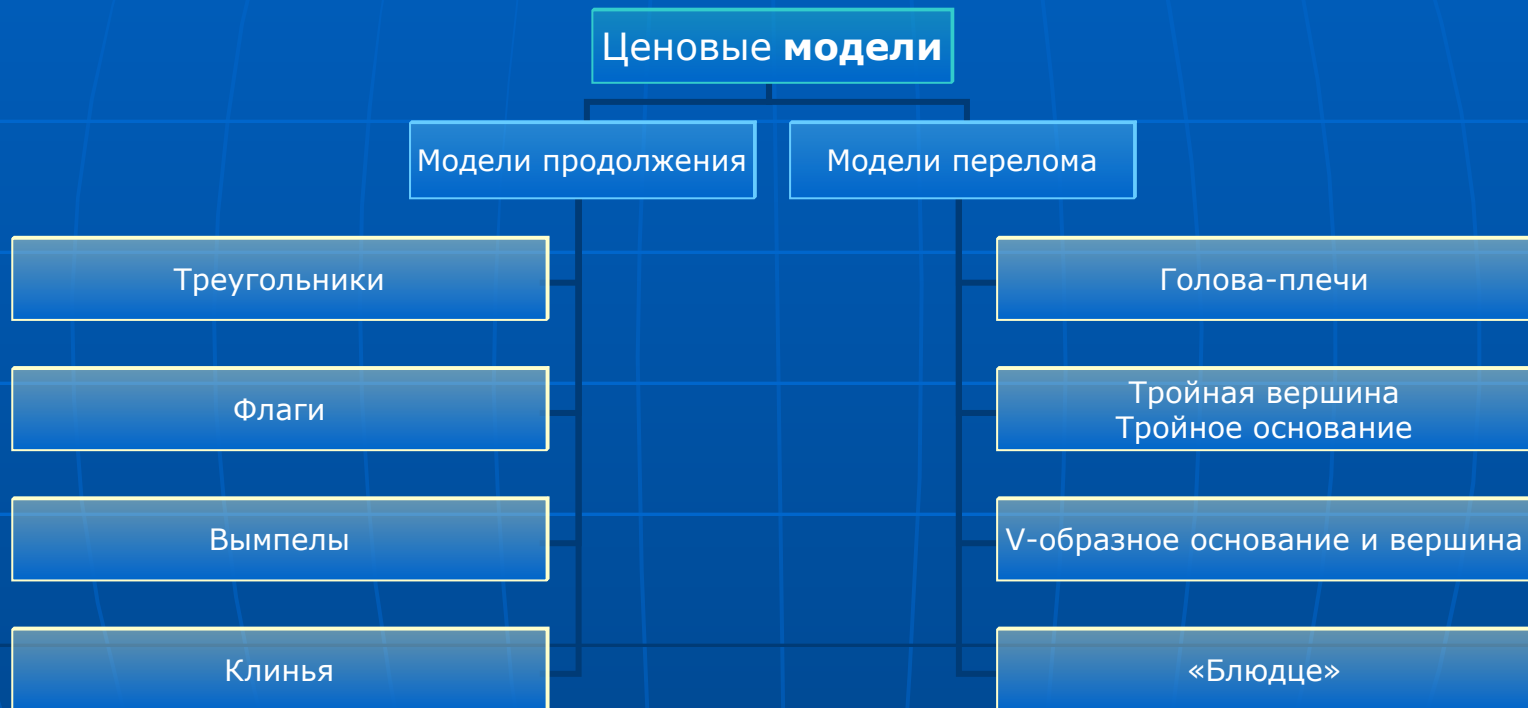 Ценовые модели
Модели продолжения
Модели перелома
Треугольники
Флаги
Вымпелы
Клинья
Голова-плечи
Тройная вершина
Тройное основание
V-образное основание и вершина
«Блюдце»